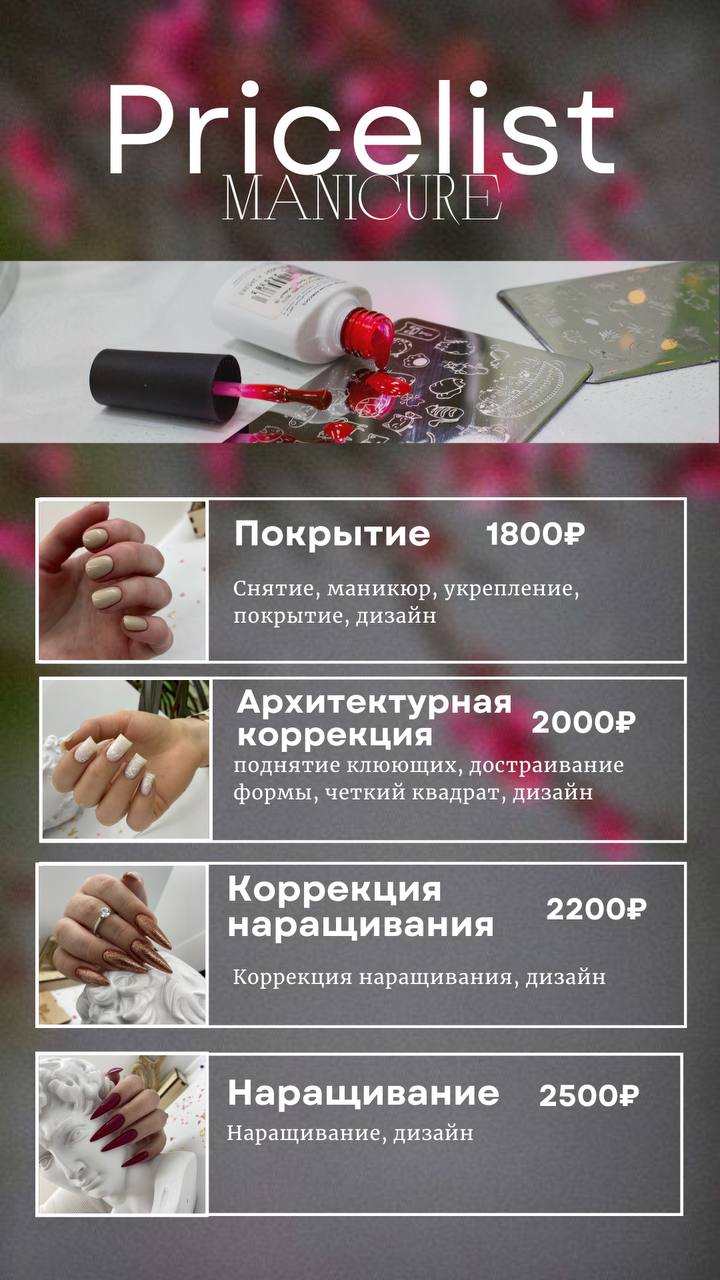 Pricelist
MANICURE
Покрытие 1800₽
Снятие, маникюр, укрепление,
покрытие, дизайн
Архитектурная
коррекция 2000₽
поднятие клюющих, достраивание
формы, четкий квадрат, дизайн
Коррекция
наращивания 2200₽
Коррекция наращивания, дизайн
Наращивание 2500₽
Наращивание, дизайн